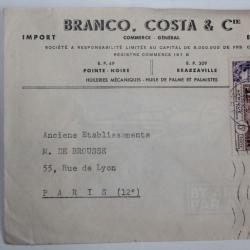 BRANCO, COSTA & CIE
IMPORT
COMMERCE - GÉNÉRAL
E
SOCIÉTÉ A RESPONSABILITÉ LIMITÉE AU CAPITAL DE 8.000.000 DE FRS C
REGISTRE COMMERCE 187 B
B. P. 49
B. P. 209
POINTE-NOIRE
BRAZZAVILLE
HUILERIES MÉCANIQUES - HUILE DE PALME ET PALMISTES
Anciens Etablissements
M. DE BROUSSE
55, Rue de Lyon
P A R I S (12e)
PAR